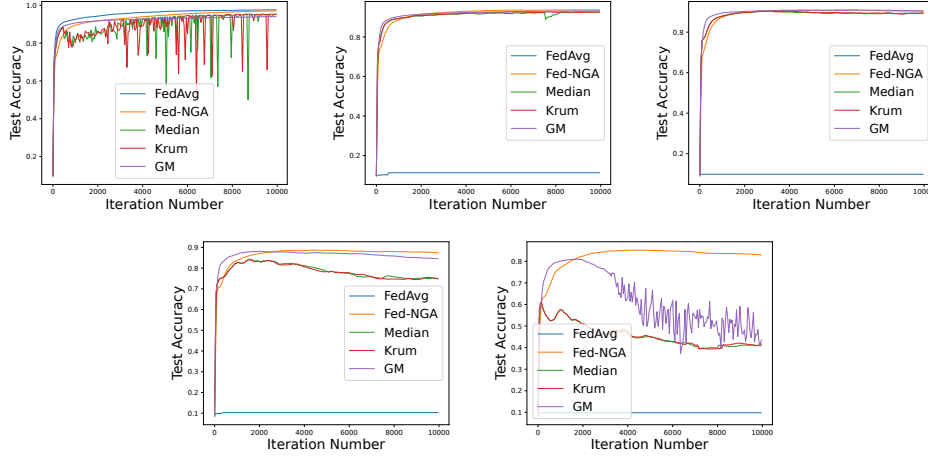 1.0
0.8
0.6
0.4
0.2
Test Accuracy
FedAvg
Fed-NGA
Median
Krum
GM
0 2000 4000 6000 8000 10000
Iteration Number
0.8
0.6
0.4
0.2
Test Accuracy
FedAvg
Fed-NGA
Median
Krum
GM
0 2000 4000 6000 8000 10000
Iteration Number
0.8
0.6
0.4
0.2
Test Accuracy
FedAvg
Fed-NGA
Median
Krum
GM
0 2000 4000 6000 8000 1000
Iteration Number
0.9
0.8
0.7
0.6
0.5
0.4
0.3
0.2
0.1
Test Accuracy
FedAvg
Fed-NGA
Median
Krum
GM
0 2000 4000 6000 8000 10000
Iteration Number
0.8
0.7
0.6
0.5
0.4
0.3
0.2
0.1
Test Accuracy
FedAvg
Fed-NGA
Median
Krum
GM
0 2000 4000 6000 8000 10000
Iteration Number